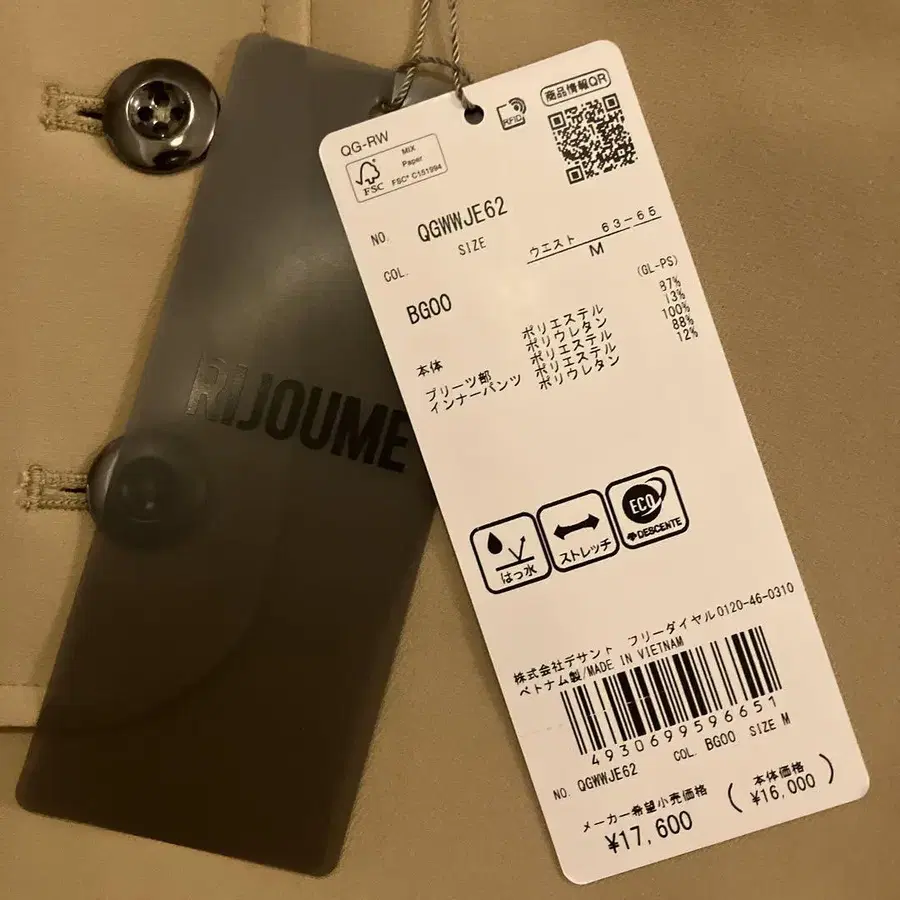 RIJOUME
QG-RW
RFID
商品情報QR
FSC
MIX
Paper
FSC® C151994
NO. QGWWJE62
COL. SIZE ウエスト 63-65
M
BG00 (GL-PS)
本体 ポリエステル 87%
ポリウレタン 13%
プリーツ部 ポリエステル 100%
インナーパンツ ポリエステル 88%
ポリウレタン 12%
はっ水
ストレッチ
ECO
DESCENTE
株式会社デサント フリーダイヤル0120-46-0310
ベトナム製/MADE IN VIETNAM
4930699596651
NO. QGWWJE62 COL. BG00 SIZE M
メーカー希望小売価格 (本体価格
¥17,600 ¥16,000)